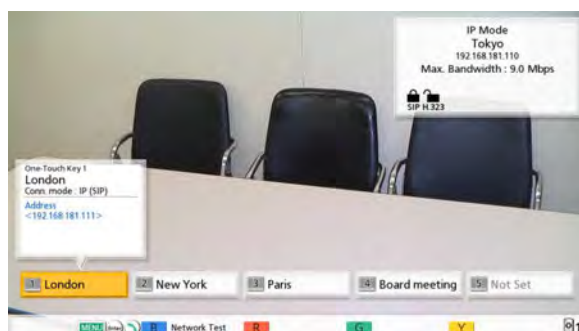 IP Mode
Tokyo
192.168.181.110
Max. Bandwidth : 9.0 Mbps
SIP H.323
One-Touch Key 1
London
Conn. mode : IP (SIP)
Address
<192.168.181.111>
1 London
2 New York
3 Paris
4 Board meeting
5 Not Set
MENU (Enter) B Network Test R G Y 1